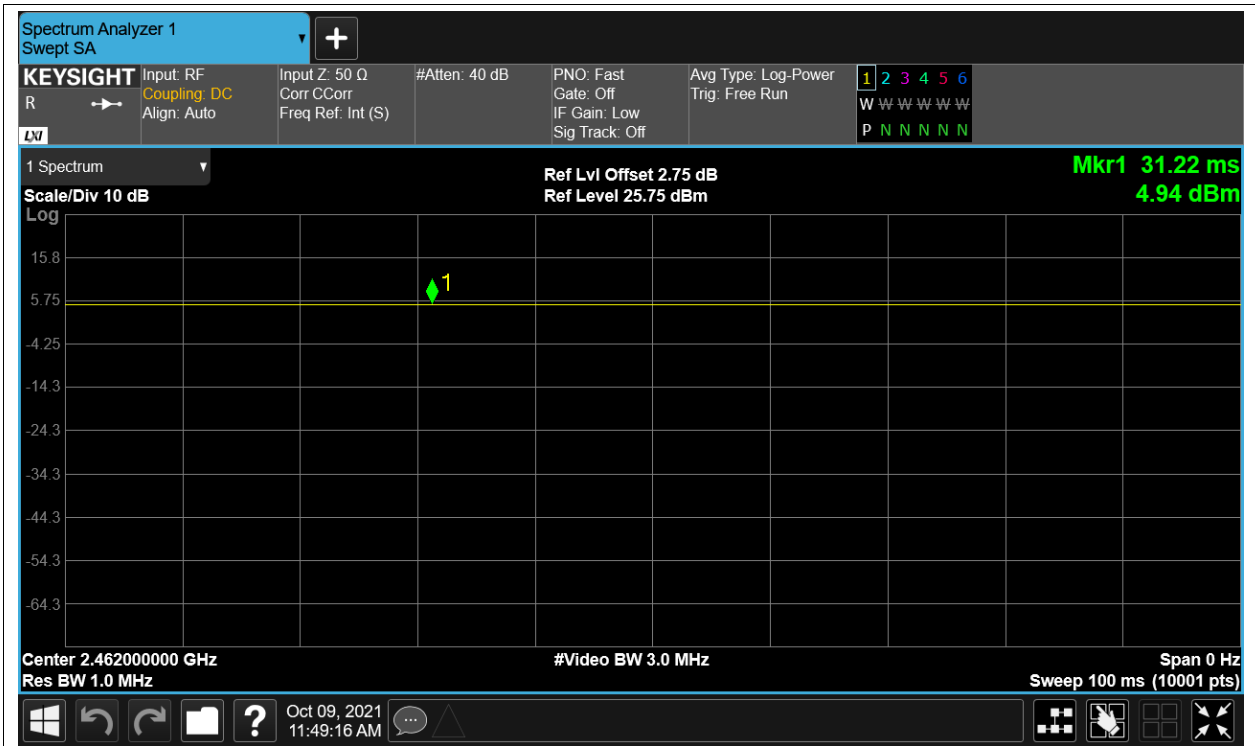 Spectrum Analyzer 1
Swept SA
KEYSIGHT Input: RF Input Z: 50 Ω #Atten: 40 dB PNO: Fast Avg Type: Log-Power 1 2 3 4 5 6
R Coupling: DC Corr CCorr Gate: Off Trig: Free Run W W W W W W
Align: Auto Freq Ref: Int (S) IF Gain: Low
LXI Sig Track: Off P N N N N N
1 Spectrum Ref Lvl Offset 2.75 dB Mkr1 31.22 ms
Scale/Div 10 dB Ref Level 25.75 dBm 4.94 dBm
Log
15.8
1
5.75
-4.25
-14.3
-24.3
-34.3
-44.3
-54.3
-64.3
Center 2.462000000 GHz #Video BW 3.0 MHz Span 0 Hz
Res BW 1.0 MHz Sweep 100 ms (10001 pts)
? Oct 09, 2021
11:49:16 AM